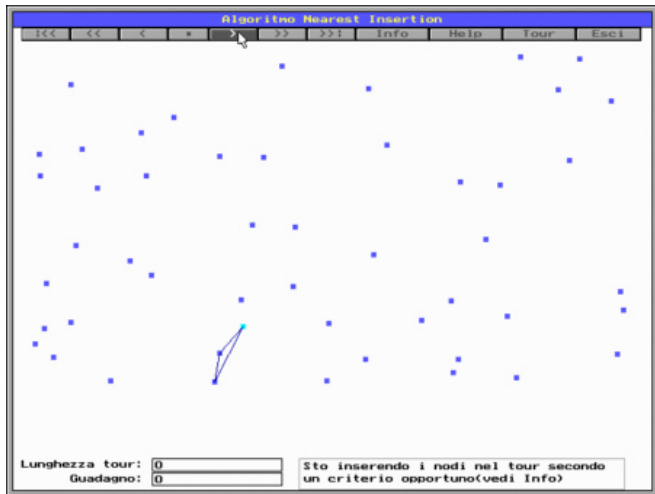 Algoritmo Nearest Insertion
:<< << < * > >> >>: Info Help Tour Esci
Lunghezza tour: 0
Guadagno: 0
Sto inserendo i nodi nel tour secondo
un criterio opportuno(vedi Info)